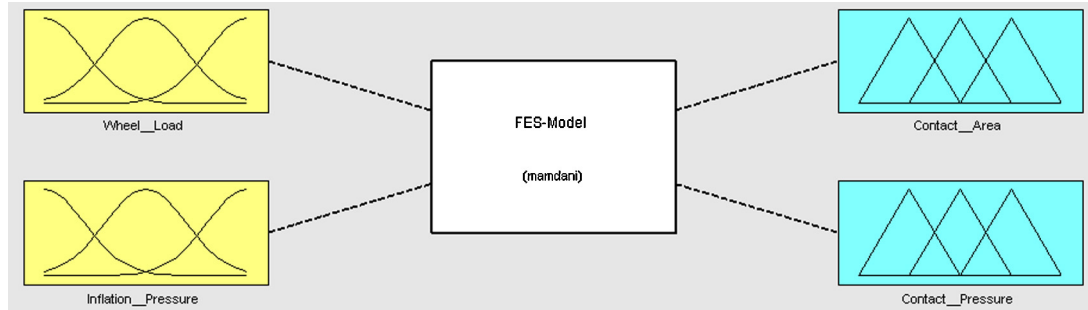 Wheel__Load
Inflation__Pressure
FES-Model
(mamdani)
Contact__Area
Contact__Pressure